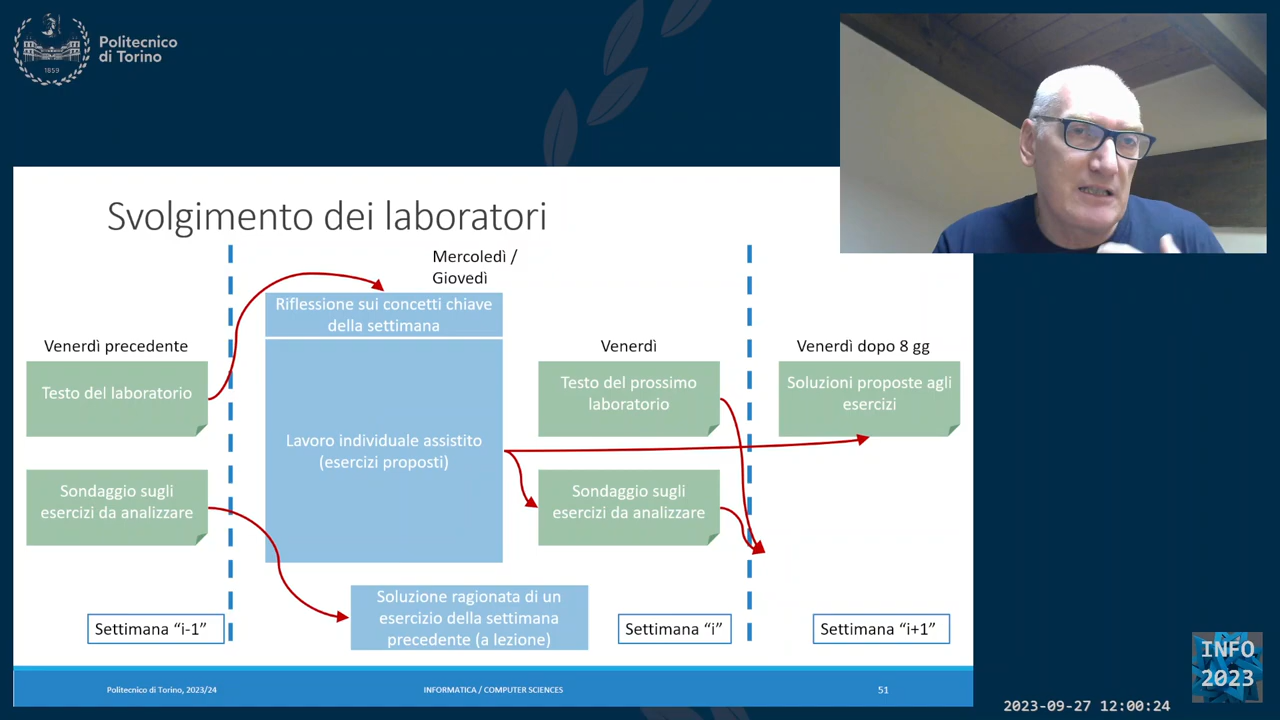 Politecnico
di Torino
1859
Svolgimento dei laboratori
Mercoledì /
Giovedì
Riflessione sui concetti chiave
della settimana
Venerdì precedente
Venerdì
Venerdì dopo 8 gg
Testo del laboratorio
Testo del prossimo
laboratorio
Soluzioni proposte agli
esercizi
Lavoro individuale assistito
(esercizi proposti)
Sondaggio sugli
esercizi da analizzare
Sondaggio sugli
esercizi da analizzare
Soluzione ragionata di un
esercizio della settimana
precedente (a lezione)
Settimana “i-1”
Settimana “i”
Settimana “i+1”
Politecnico di Torino, 2023/24
INFORMATICA / COMPUTER SCIENCES
51
INFO
2023
2023-09-27 12:00:24